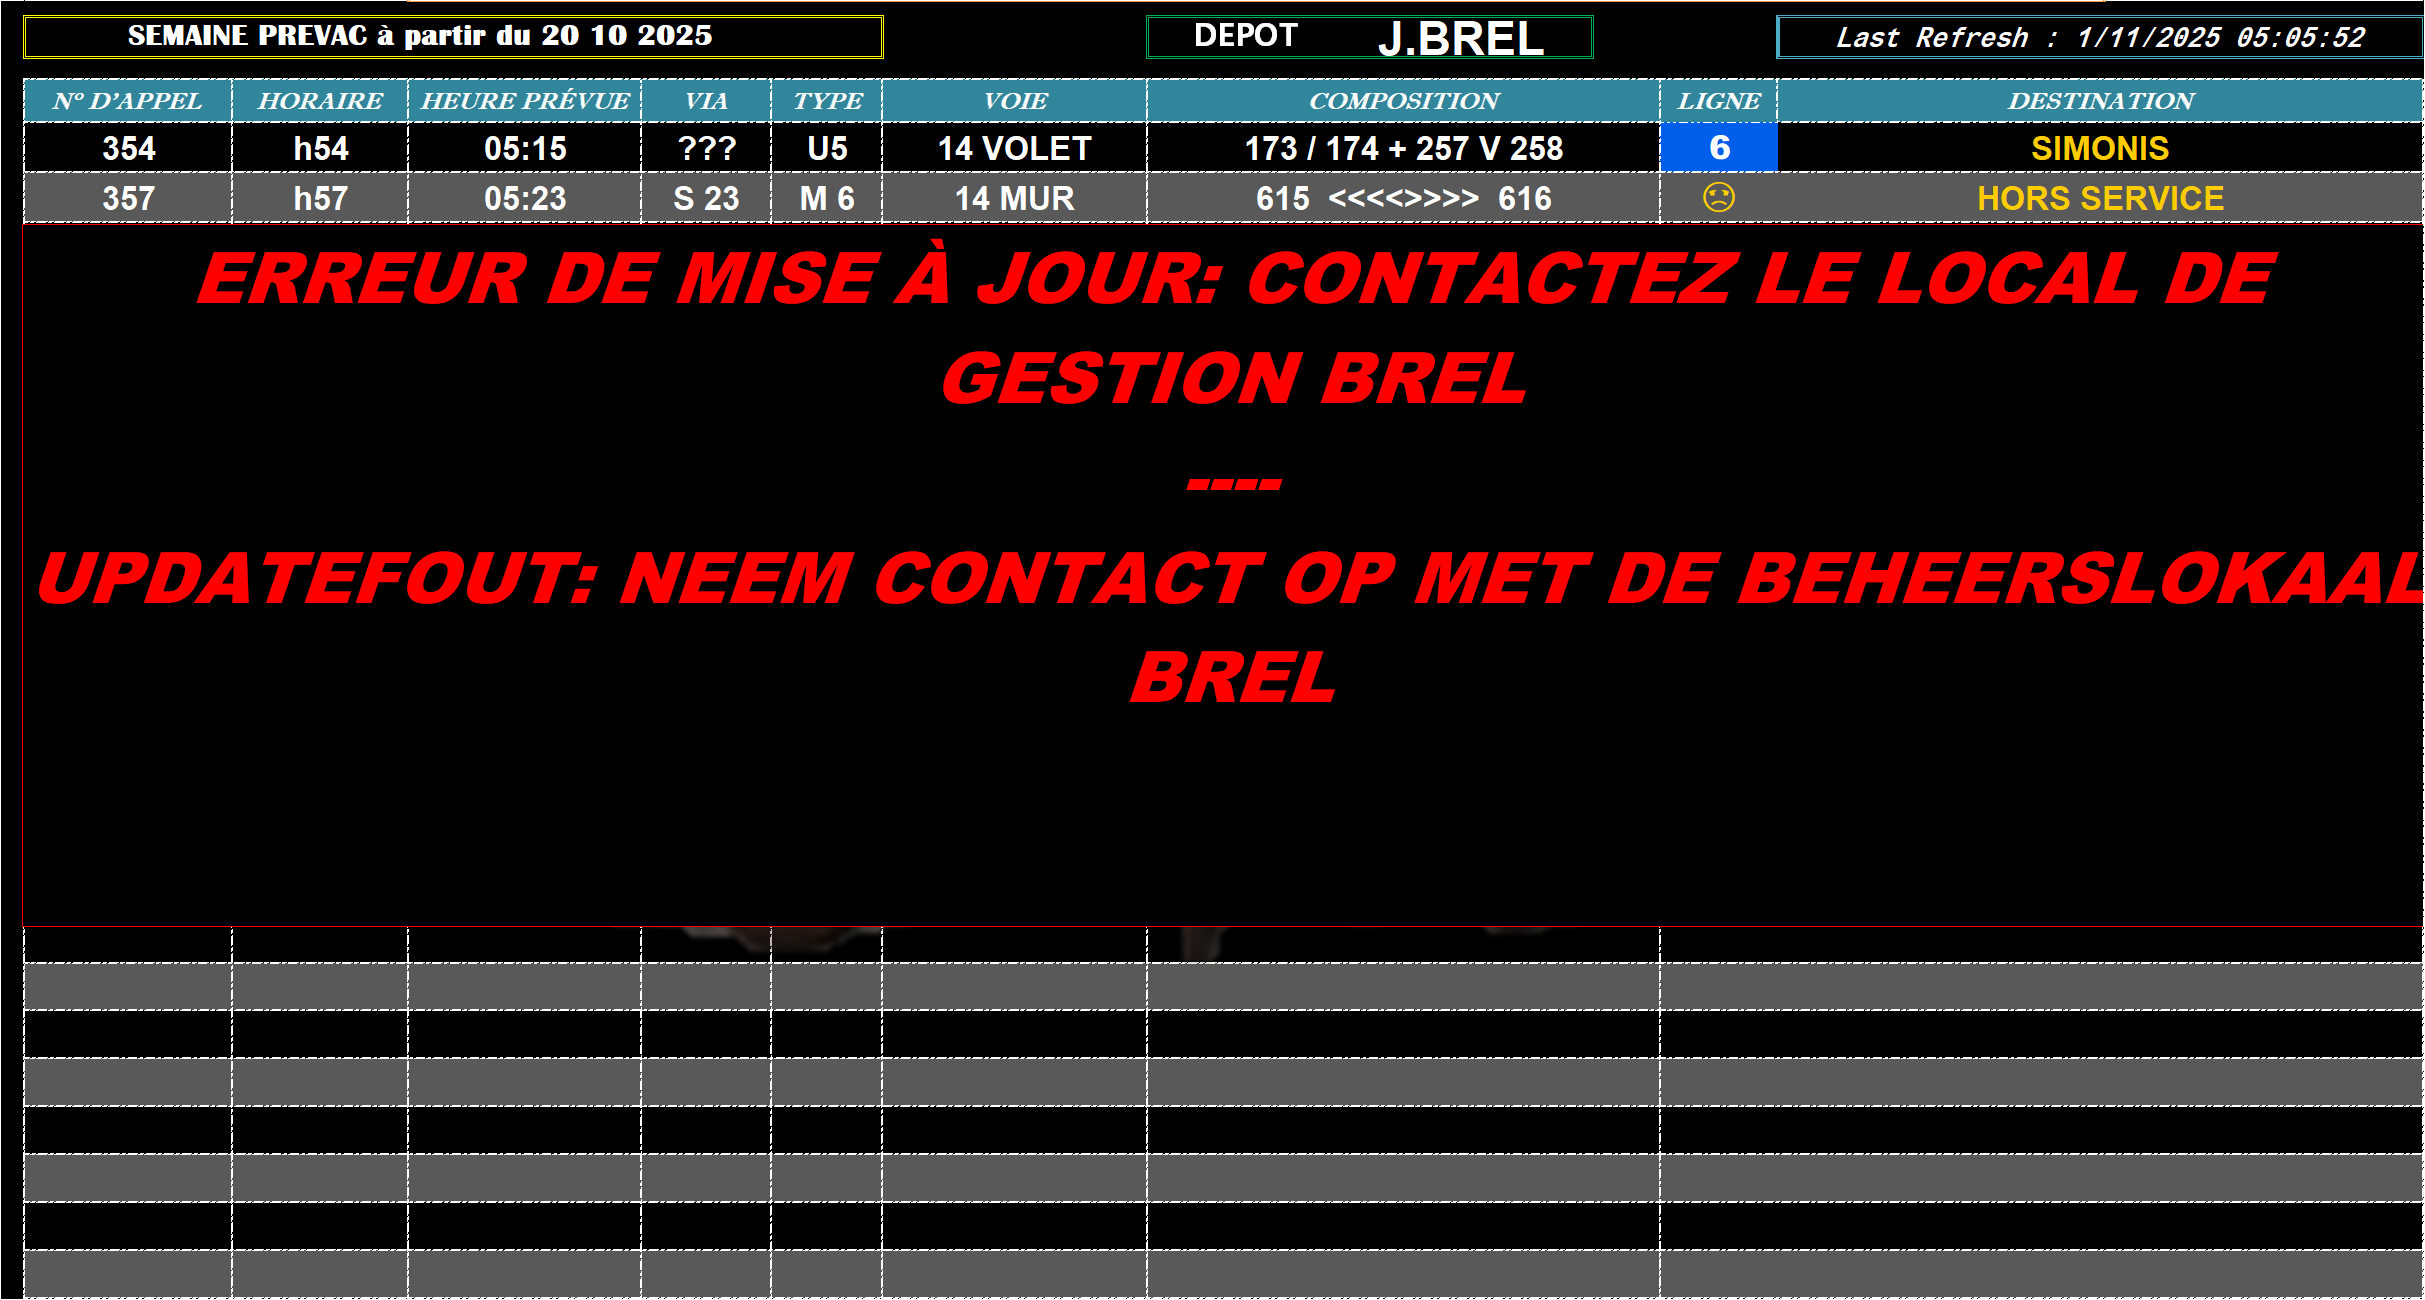 SEMAINE PREVAC à partir du 20 10 2025 DEPOT J.BREL Last Refresh : 1/11/2025 05:05:52
N° D'APPEL HORAIRE HEURE PRÉVUE VIA TYPE VOIE COMPOSITION LIGNE DESTINATION
354 h54 05:15 ??? U5 14 VOLET 173 / 174 + 257 V 258 6 SIMONIS
357 h57 05:23 S 23 M 6 14 MUR 615 <<<<>>>> 616 HORS SERVICE
ERREUR DE MISE À JOUR: CONTACTEZ LE LOCAL DE
GESTION BREL
----
UPDATEFOUT: NEEM CONTACT OP MET DE BEHEERSLOKAAL
BREL